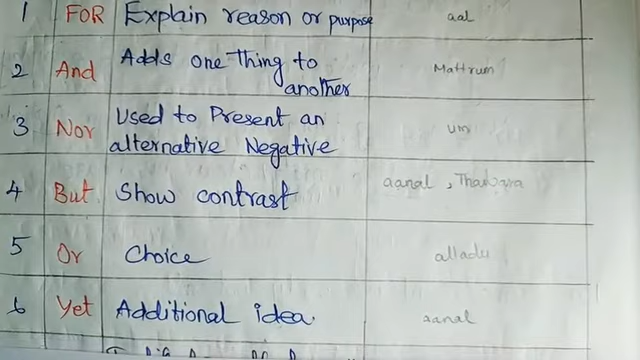 1 FOR Explain reason or purpose aal
2 And Adds one thing to another Mattrum
3 Nor Used to Present an alternative Negative um
4 But Show contrast aanal ,
5 Or Choice alladu
6 Yet Additional idea. aanal